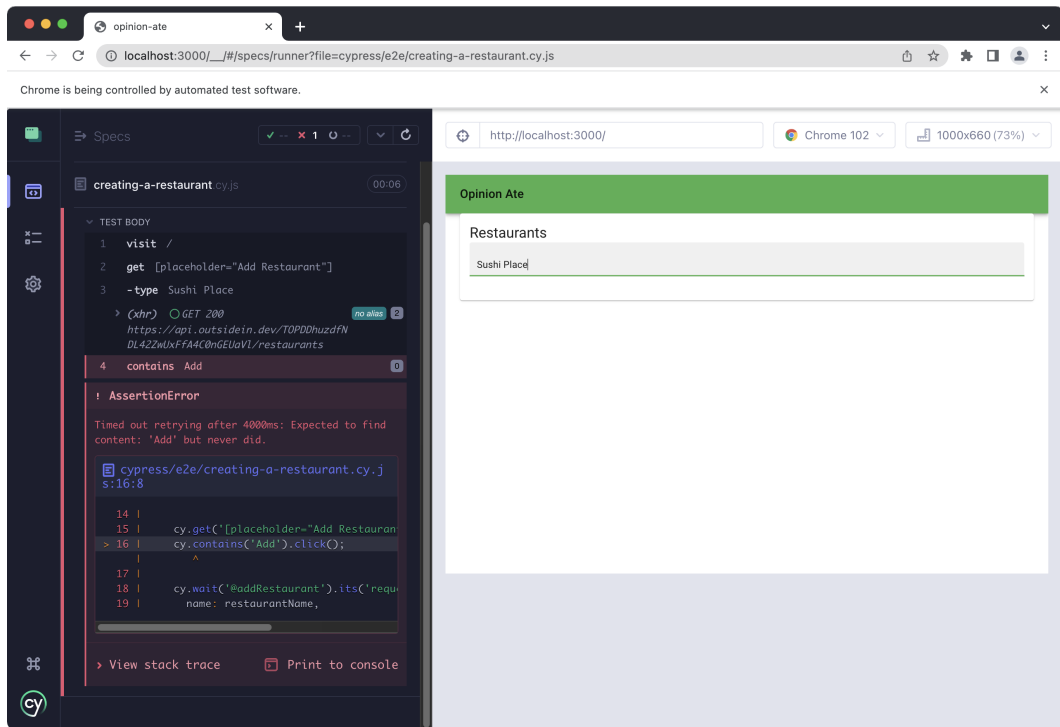 opinion-ate
localhost:3000/__/#/specs/runner?file=cypress/e2e/creating-a-restaurant.cy.js
Chrome is being controlled by automated test software.
Specs
-- 1 --
http://localhost:3000/
Chrome 102
1000x660 (73%)
creating-a-restaurant.cy.js
00:06
TEST BODY
1 visit /
2 get [placeholder="Add Restaurant"]
3 -type Sushi Place
(xhr) GET 200 no alias 2
https://api.outsidein.dev/TOPDDhuzdfN
DL42ZwUxFfA4C0nGEUaVl/restaurants
4 contains Add 0
! AssertionError
Timed out retrying after 4000ms: Expected to find
content: 'Add' but never did.
cypress/e2e/creating-a-restaurant.cy.j
s:16:8
14 |
15 | cy.get('[placeholder="Add Restauran
> 16 | cy.contains('Add').click();
| ^
17 |
18 | cy.wait('@addRestaurant').its('requ
19 | name: restaurantName,
> View stack trace
Print to console
cy
Opinion Ate
Restaurants
Sushi Place